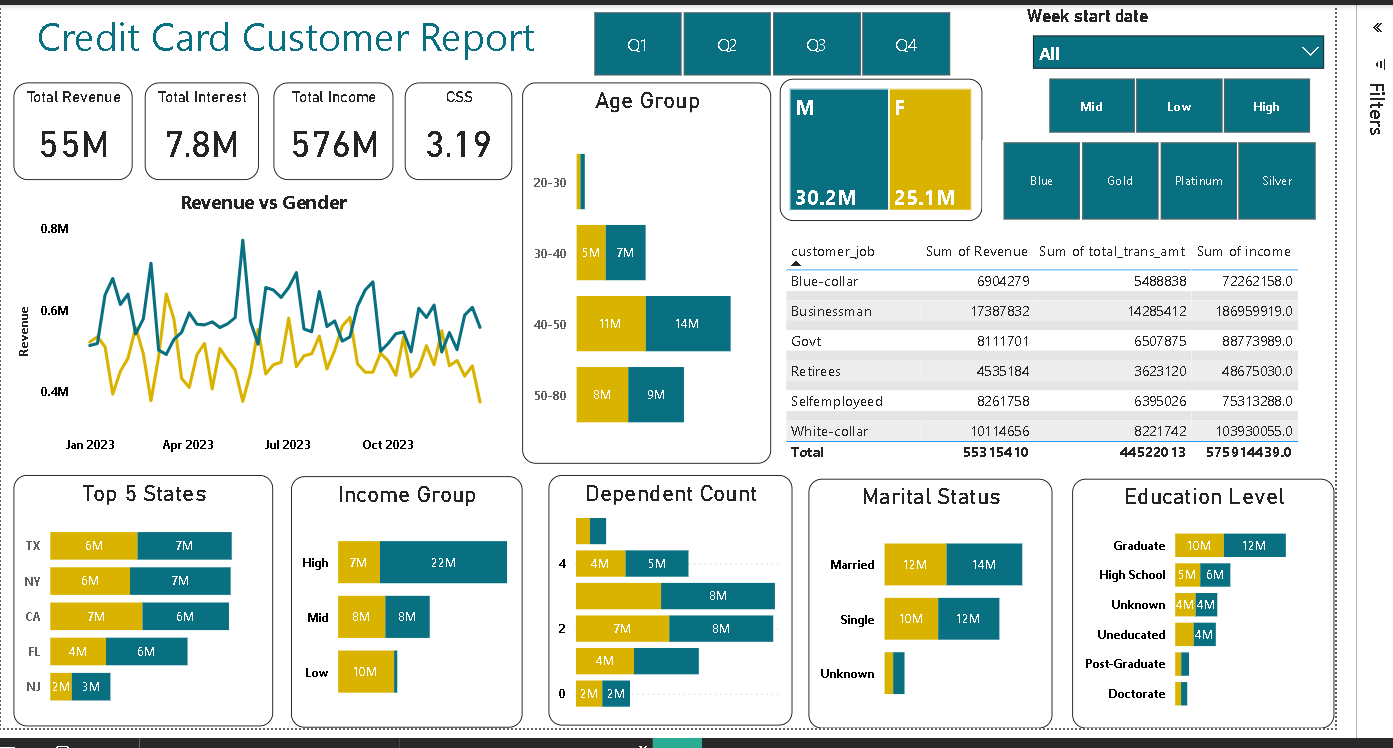 Credit Card Customer Report
Q1 Q2 Q3 Q4
Week start date
All
Mid Low High
Blue Gold Platinum Silver
Filters
Total Revenue
55M
Total Interest
7.8M
Total Income
576M
CSS
3.19
Revenue vs Gender
Revenue
0.8M
0.6M
0.4M
Jan 2023 Apr 2023 Jul 2023 Oct 2023
Age Group
20-30
30-40 5M 7M
40-50 11M 14M
50-80 8M 9M
M F
30.2M 25.1M
customer_job Sum of Revenue Sum of total_trans_amt Sum of income
Blue-collar 6904279 5488838 72262158.0
Businessman 17387832 14285412 186959919.0
Govt 8111701 6507875 88773989.0
Retirees 4535184 3623120 48675030.0
Selfemployeed 8261758 6395026 75313288.0
White-collar 10114656 8221742 103930055.0
Total 55315410 44522013 575914439.0
Top 5 States
TX 6M 7M
NY 6M 7M
CA 7M 6M
FL 4M 6M
NJ 2M 3M
Income Group
High 7M 22M
Mid 8M 8M
Low 10M
Dependent Count
4 4M 5M
8M
2 7M 8M
4M
0 2M 2M
Marital Status
Married 12M 14M
Single 10M 12M
Unknown
Education Level
Graduate 10M 12M
High School 5M 6M
Unknown 4M 4M
Uneducated 4M
Post-Graduate
Doctorate